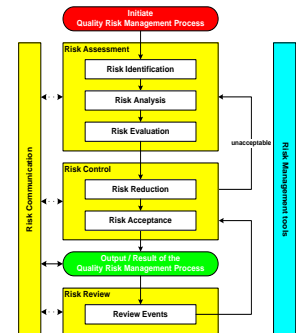 Initiate
Quality Risk Management Process
Risk Assessment
Risk Identification
Risk Analysis
Risk Evaluation
unacceptable
Risk Control
Risk Reduction
Risk Acceptance
Output / Result of the
Quality Risk Management Process
Risk Review
Review Events
Risk Communication
Risk Management tools